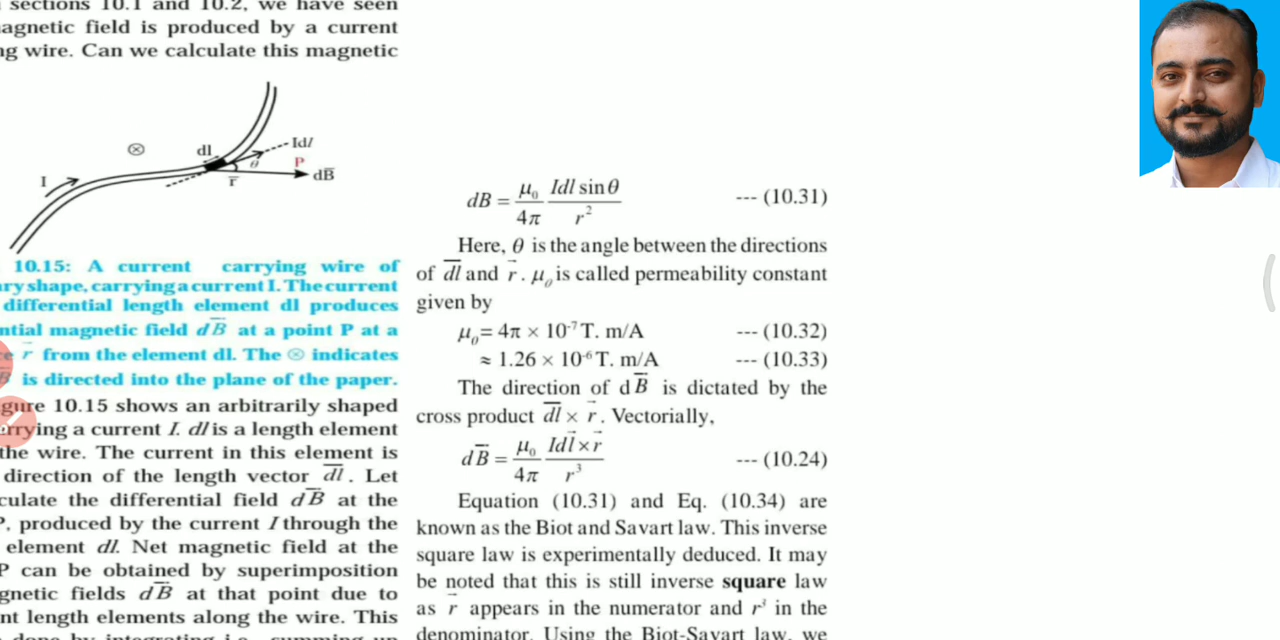 sections 10.1 and 10.2, we have seen
agnetic field is produced by a current
ng wire. Can we calculate this magnetic
⊗
dl
Idl
θ
P
dB̅
r̅
I
10.15: A current carrying wire of
ary shape, carrying a current I. The current
differential length element dl produces
ntial magnetic field dB̅ at a point P at a
e r⃗ from the element dl. The ⊗ indicates
B̅ is directed into the plane of the paper.
gure 10.15 shows an arbitrarily shaped
arrying a current I. dl is a length element
the wire. The current in this element is
direction of the length vector d̅l̅. Let
culate the differential field dB̅ at the
P, produced by the current I through the
element dl. Net magnetic field at the
P can be obtained by superimposition
gnetic fields dB̅ at that point due to
nt length elements along the wire. This
done by integrating i.e., summing up
dB = μ₀/4π Idl sinθ/r² --- (10.31)
Here, θ is the angle between the directions
of d̅l̅ and r⃗. μ₀ is called permeability constant
given by
μ₀= 4π × 10⁻⁷ T. m/A --- (10.32)
≈ 1.26 × 10⁻⁶ T. m/A --- (10.33)
The direction of dB̅ is dictated by the
cross product d̅l̅ × r⃗. Vectorially,
dB̅ = μ₀/4π Idl⃗ × r⃗/r³ --- (10.24)
Equation (10.31) and Eq. (10.34) are
known as the Biot and Savart law. This inverse
square law is experimentally deduced. It may
be noted that this is still inverse square law
as r⃗ appears in the numerator and r³ in the
denominator. Using the Biot-Savart law, we